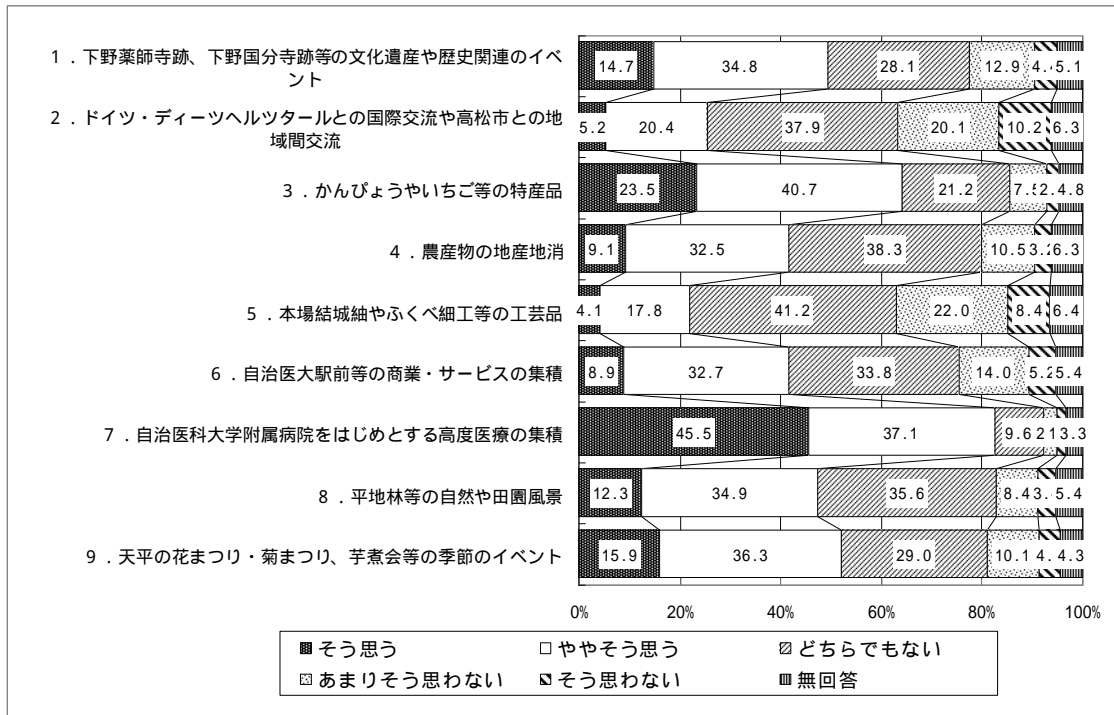 1．下野薬師寺跡、下野国分寺跡等の文化遺産や歴史関連のイベ
ント
14.7 34.8 28.1 12.9 5.1
2．ドイツ・ディーツヘルツタールとの国際交流や高松市との地
域間交流
5.2 20.4 37.9 20.1 10.2 6.3
3．かんぴょうやいちご等の特産品
23.5 40.7 21.2 4.8
4．農産物の地産地消
9.1 32.5 38.3 10.5 6.3
5．本場結城紬やふくべ細工等の工芸品
4.1 17.8 41.2 22.0 8.4 6.4
6．自治医大駅前等の商業・サービスの集積
8.9 32.7 33.8 14.0 5.2 5.4
7．自治医科大学附属病院をはじめとする高度医療の集積
45.5 37.1 9.6 3.3
8．平地林等の自然や田園風景
12.3 34.9 35.6 8.4 5.4
9．天平の花まつり・菊まつり、芋煮会等の季節のイベント
15.9 36.3 29.0 10.1 4.3
0% 20% 40% 60% 80% 100%
そう思う ややそう思う どちらでもない
あまりそう思わない そう思わない 無回答